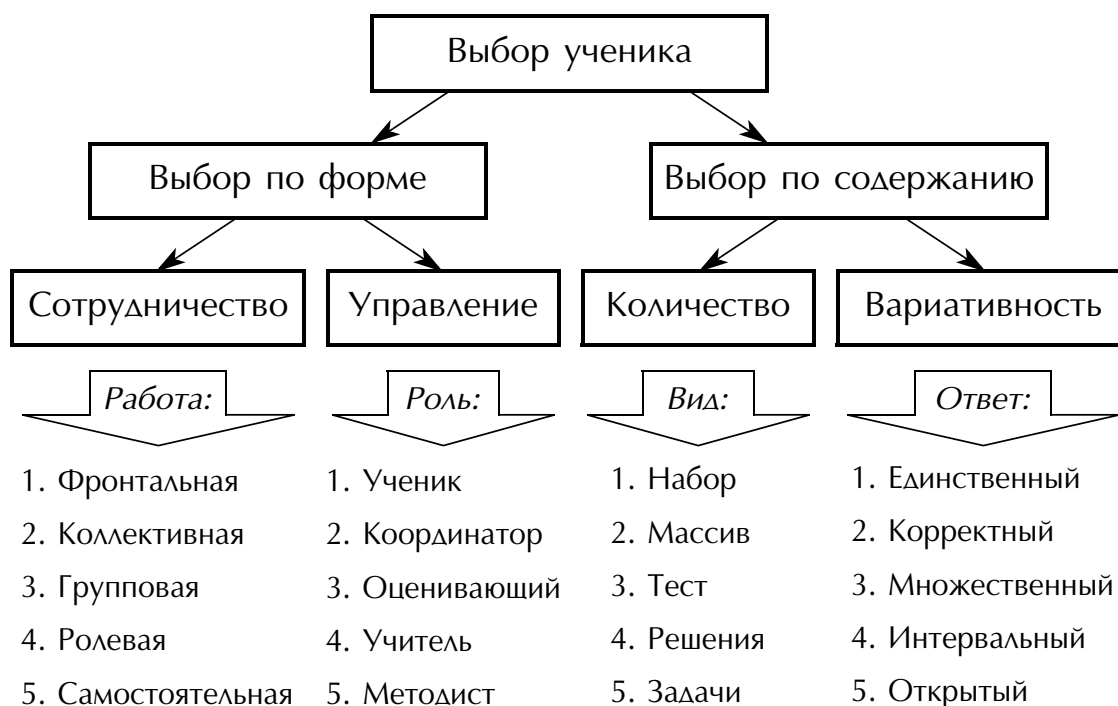 Выбор ученика
Выбор по форме
Выбор по содержанию
Сотрудничество
Управление
Количество
Вариативность
Работа:
Роль:
Вид:
Ответ:
1. Фронтальная
2. Коллективная
3. Групповая
4. Ролевая
5. Самостоятельная
1. Ученик
2. Координатор
3. Оценивающий
4. Учитель
5. Методист
1. Набор
2. Массив
3. Тест
4. Решения
5. Задачи
1. Единственный
2. Корректный
3. Множественный
4. Интервальный
5. Открытый